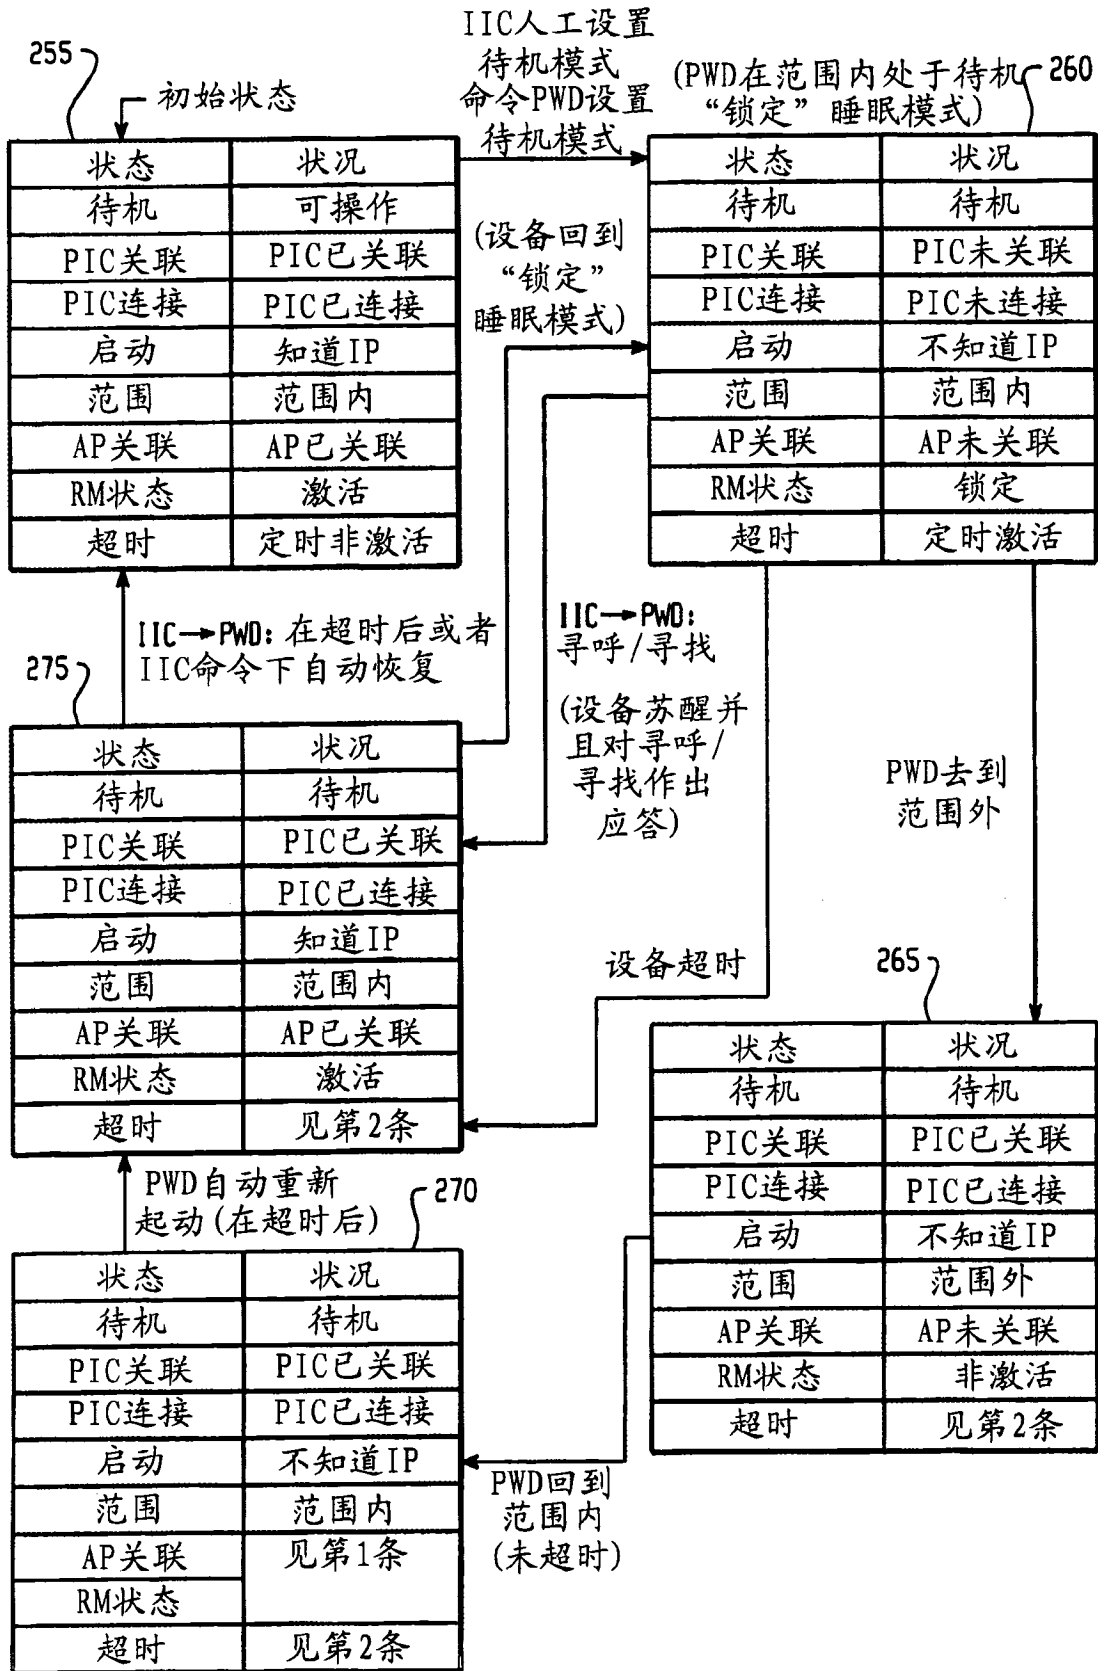 255
初始状态
状态 状况
待机 可操作
PIC关联 PIC已关联
PIC连接 PIC已连接
启动 知道IP
范围 范围内
AP关联 AP已关联
RM状态 激活
超时 定时非激活
IIC人工设置
待机模式
命令PWD设置
待机模式
(设备回到
“锁定”
睡眠模式)
(PWD在范围内处于待机
“锁定” 睡眠模式)
260
状态 状况
待机 待机
PIC关联 PIC未关联
PIC连接 PIC未连接
启动 不知道IP
范围 范围内
AP关联 AP未关联
RM状态 锁定
超时 定时激活
IIC→PWD: 在超时后或者
IIC命令下自动恢复
IIC→PWD:
寻呼/寻找
(设备苏醒并
且对寻呼/
寻找作出
应答)
PWD去到
范围外
275
状态 状况
待机 待机
PIC关联 PIC已关联
PIC连接 PIC已连接
启动 知道IP
范围 范围内
AP关联 AP已关联
RM状态 激活
超时 见第2条
设备超时
265
状态 状况
待机 待机
PIC关联 PIC已关联
PIC连接 PIC已连接
启动 不知道IP
范围 范围外
AP关联 AP未关联
RM状态 非激活
超时 见第2条
PWD自动重新
起动(在超时后)
270
状态 状况
待机 待机
PIC关联 PIC已关联
PIC连接 PIC已连接
启动 不知道IP
范围 范围内
AP关联 见第1条
RM状态
超时 见第2条
PWD回到
范围内
(未超时)